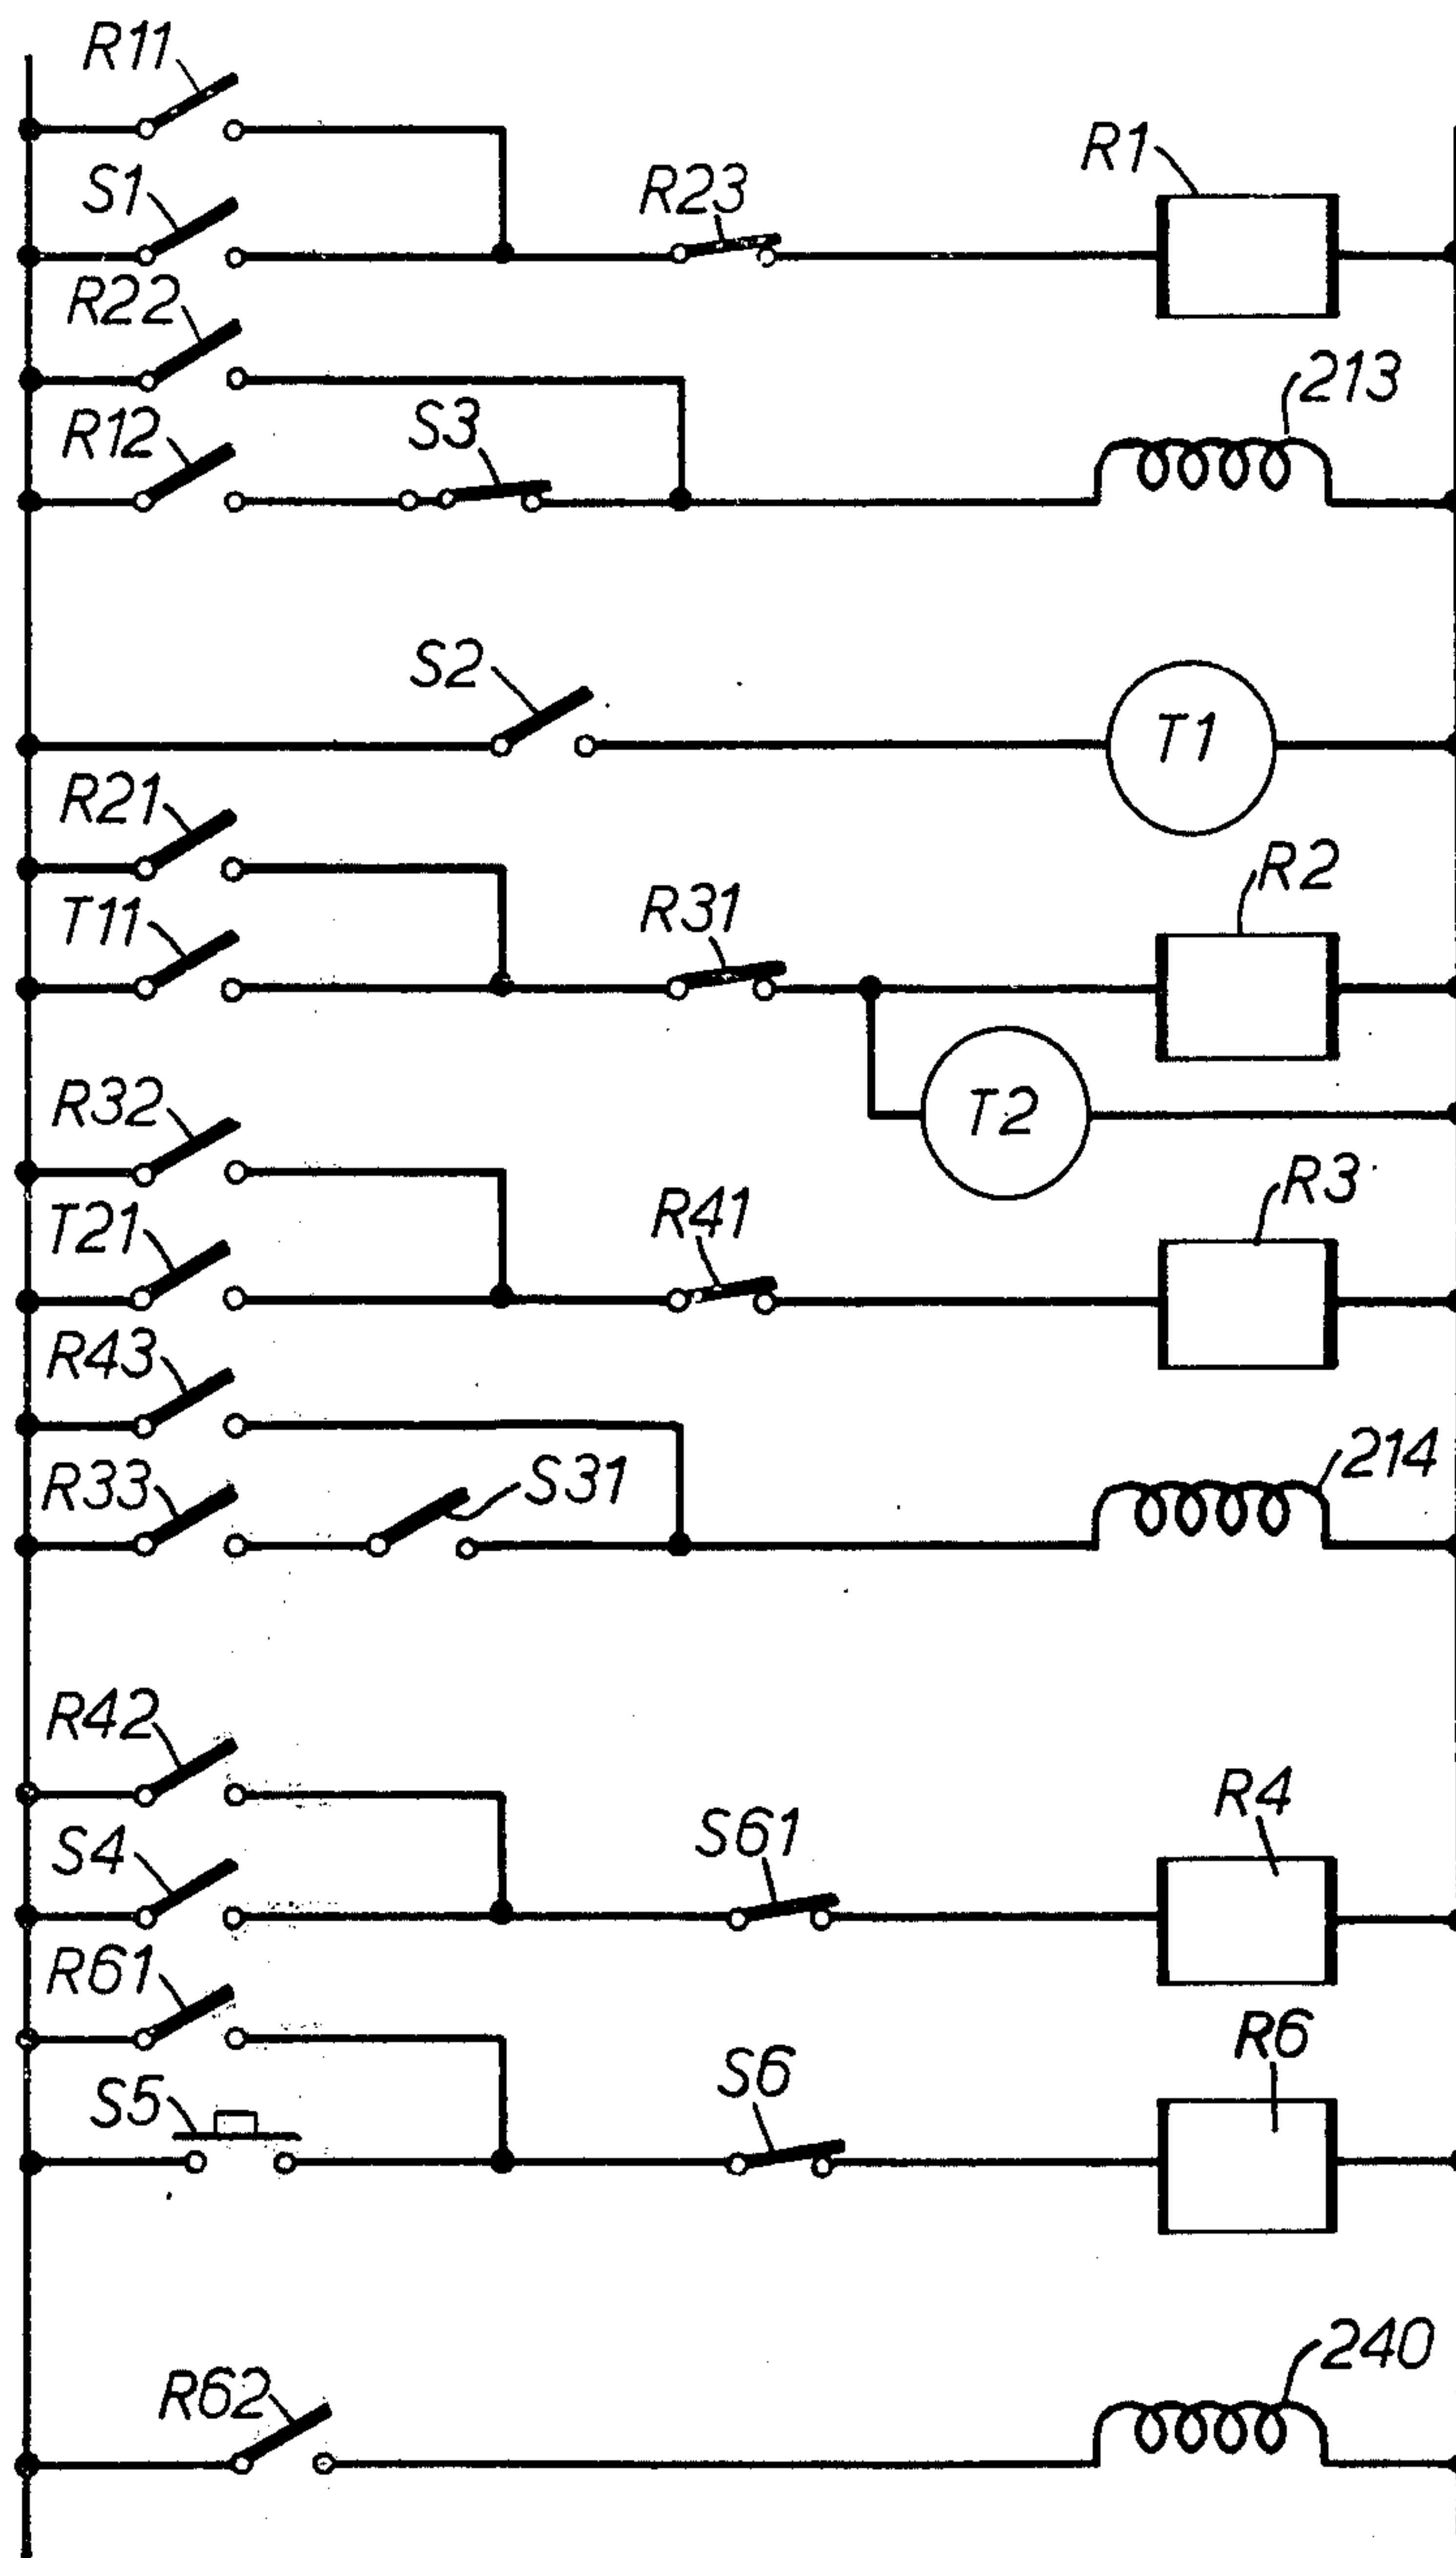 R11
R1
S1
R23
R22
213
R12
S3
S2
T1
R21
R2
T11
R31
R32
T2
R3
T21
R41
R43
214
R33
S31
R42
R4
S4
S61
R61
R6
S5
S6
240
R62